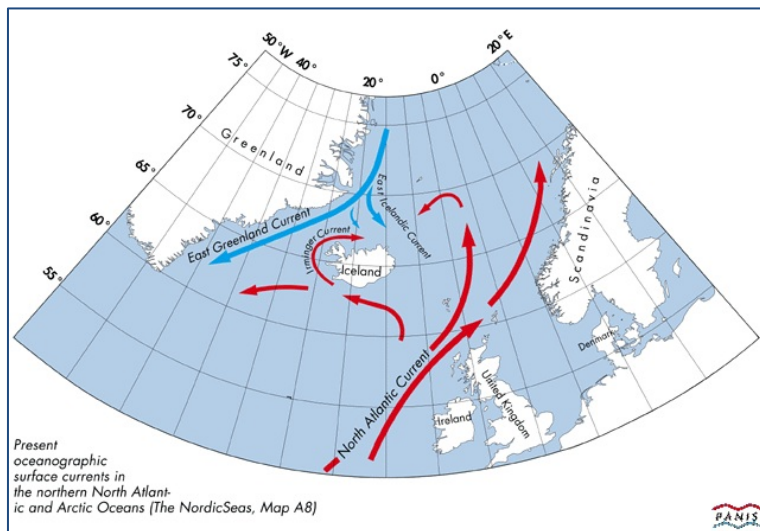 50°W
40°
20°
0°
20°E
75°
70°
65°
60°
55°
Greenland
East Greenland Current
East Icelandic Current
Irminger Current
Iceland
Scandinavia
Denmark
North Atlantic Current
United Kingdom
Ireland
Present
oceanographic
surface currents in
the northern North Atlant-
ic and Arctic Oceans (The NordicSeas, Map A8)
PANIS